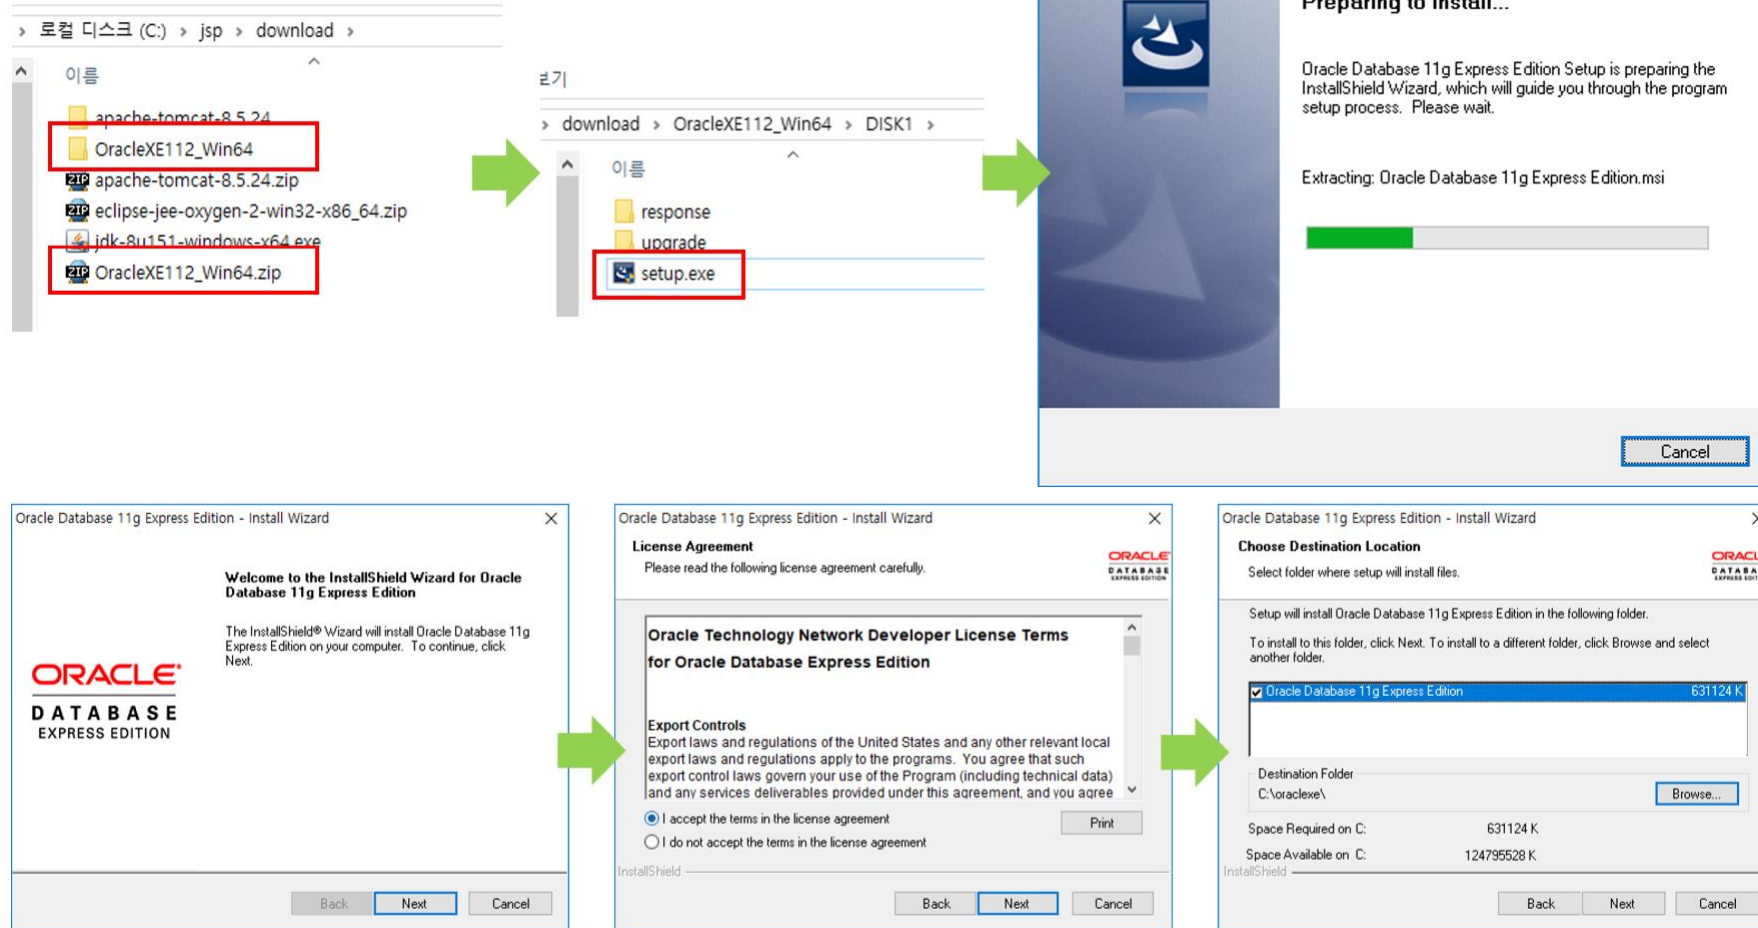 › 로컬 디스크 (C:) › jsp › download ›
이름
apache-tomcat-8.5.24
OracleXE112_Win64
apache-tomcat-8.5.24.zip
eclipse-jee-oxygen-2-win32-x86_64.zip
jdk-8u151-windows-x64.exe
OracleXE112_Win64.zip
보기
› download › OracleXE112_Win64 › DISK1 ›
이름
response
upgrade
setup.exe
Preparing to Install...
Oracle Database 11g Express Edition Setup is preparing the
InstallShield Wizard, which will guide you through the program
setup process. Please wait.
Extracting: Oracle Database 11g Express Edition.msi
Cancel
Oracle Database 11g Express Edition - Install Wizard
Welcome to the InstallShield Wizard for Oracle
Database 11g Express Edition
The InstallShield® Wizard will install Oracle Database 11g
Express Edition on your computer. To continue, click
Next.
ORACLE
DATABASE
EXPRESS EDITION
Back Next Cancel
Oracle Database 11g Express Edition - Install Wizard
License Agreement
Please read the following license agreement carefully.
ORACLE
DATABASE
EXPRESS EDITION
Oracle Technology Network Developer License Terms
for Oracle Database Express Edition
Export Controls
Export laws and regulations of the United States and any other relevant local
export laws and regulations apply to the programs. You agree that such
export control laws govern your use of the Program (including technical data)
and any services deliverables provided under this agreement, and you agree
I accept the terms in the license agreement
Print
I do not accept the terms in the license agreement
InstallShield
Back Next Cancel
Oracle Database 11g Express Edition - Install Wizard
Choose Destination Location
Select folder where setup will install files.
ORACL
DATABA
EXPRESS EDIT
Setup will install Oracle Database 11g Express Edition in the following folder.
To install to this folder, click Next. To install to a different folder, click Browse and select
another folder.
Oracle Database 11g Express Edition 631124 K
Destination Folder
C:\oraclexe\
Browse...
Space Required on C: 631124 K
Space Available on C: 124795528 K
InstallShield
Back Next Cancel